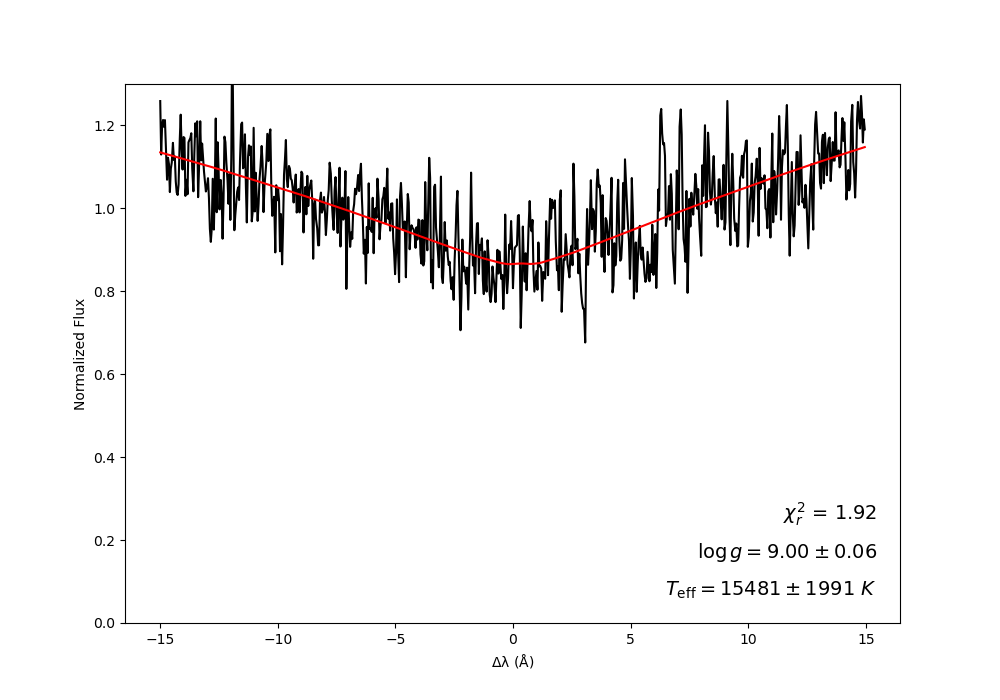 1.2
1.0
0.8
0.6
0.4
0.2
0.0
Normalized Flux
χ²ᵣ = 1.92
log g = 9.00 ± 0.06
T_eff = 15481 ± 1991 K
−15 −10 −5 0 5 10 15
Δλ (Å)